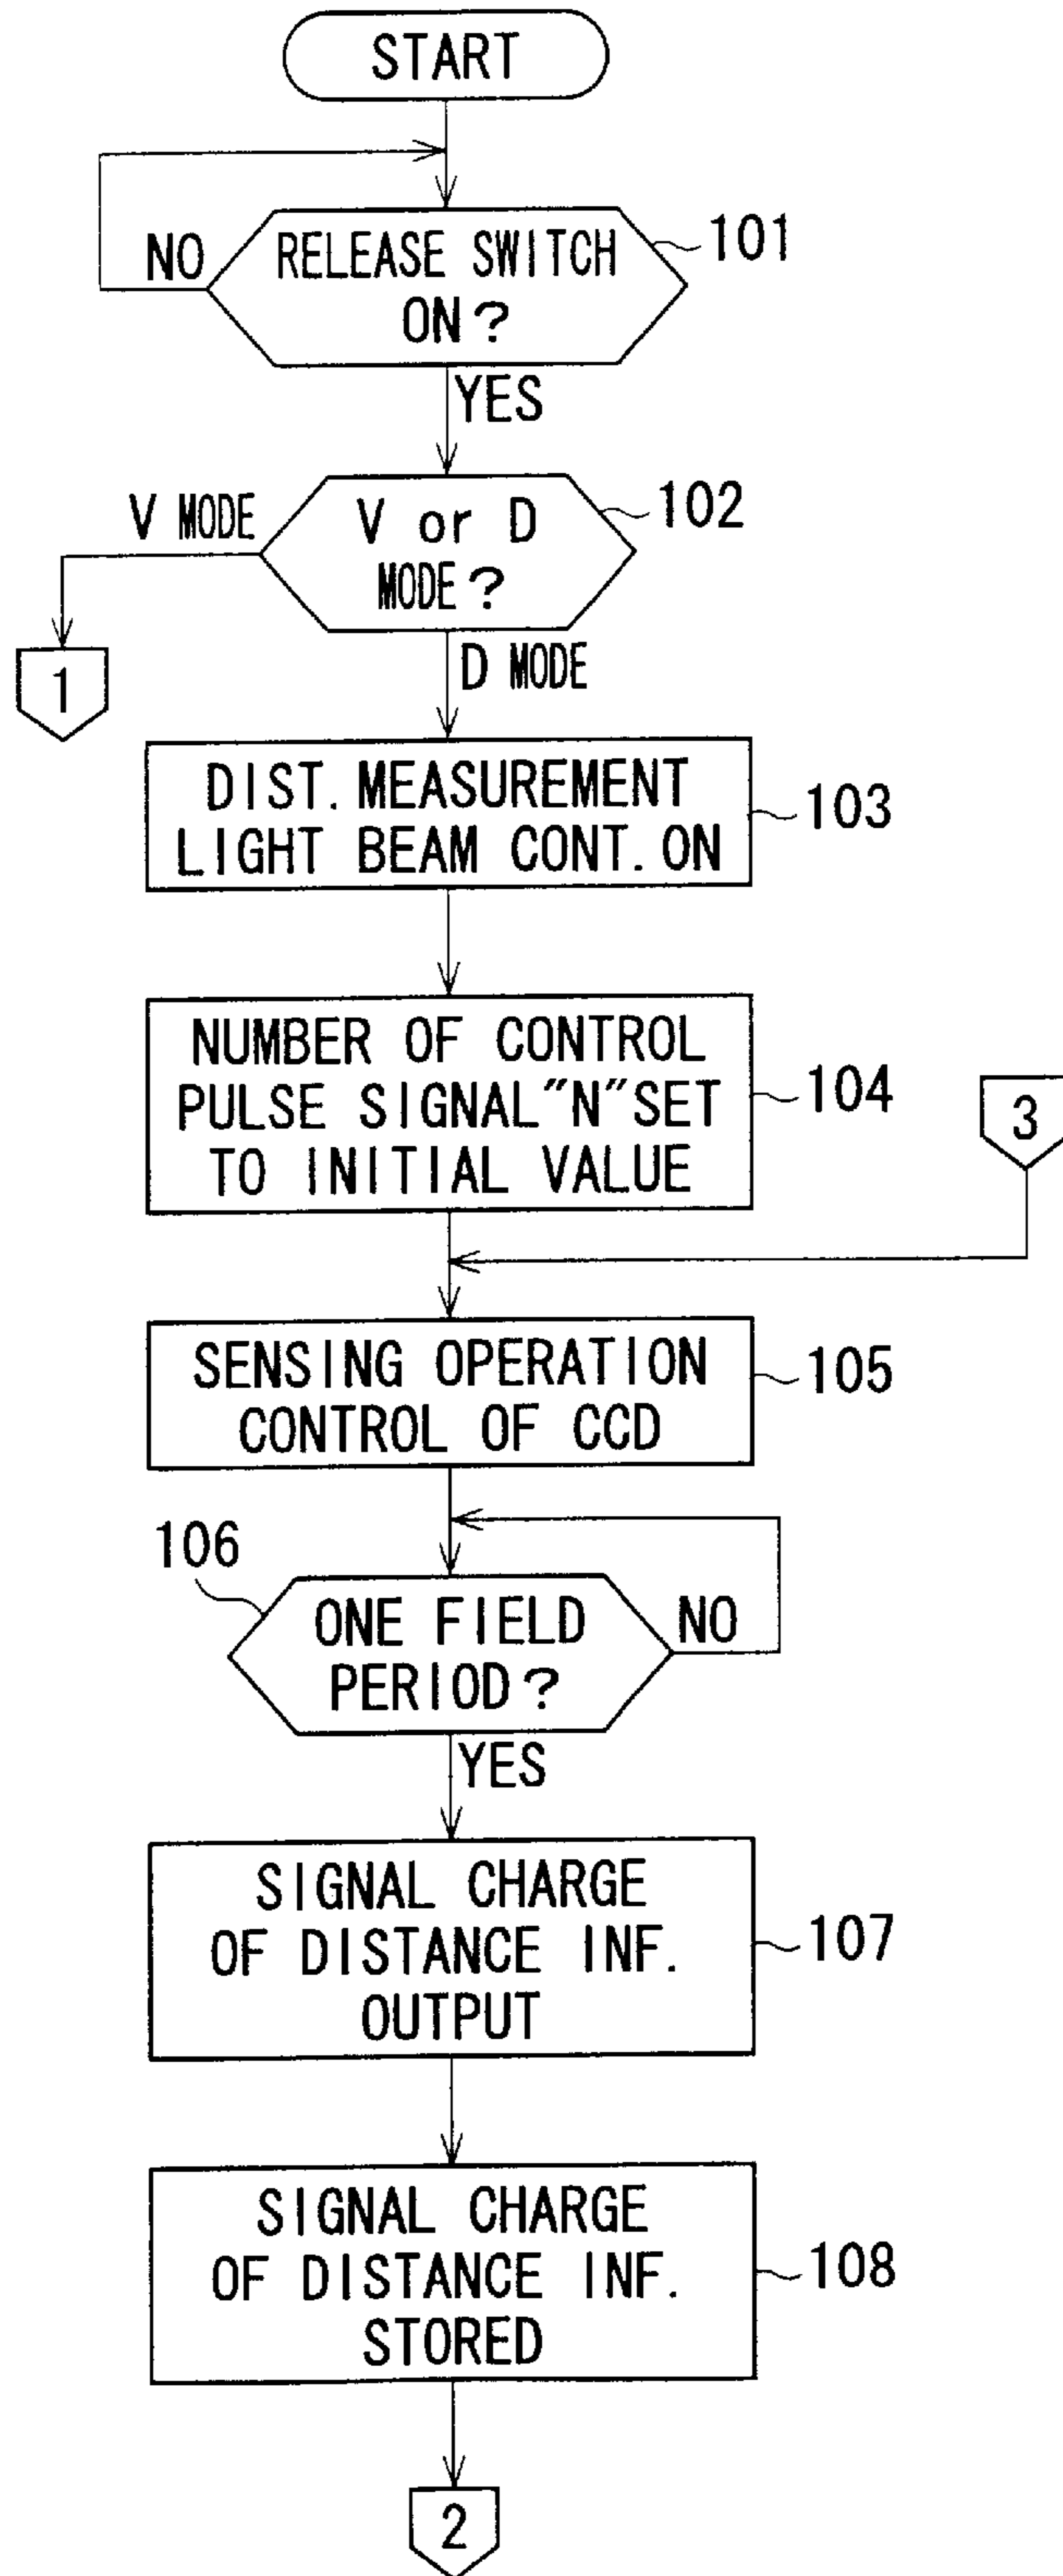 START
RELEASE SWITCH
ON?
101
NO
YES
V or D
MODE?
102
V MODE
1
D MODE
DIST. MEASUREMENT
LIGHT BEAM CONT. ON
103
NUMBER OF CONTROL
PULSE SIGNAL "N" SET
TO INITIAL VALUE
104
3
SENSING OPERATION
CONTROL OF CCD
105
106
ONE FIELD
PERIOD?
NO
YES
SIGNAL CHARGE
OF DISTANCE INF.
OUTPUT
107
SIGNAL CHARGE
OF DISTANCE INF.
STORED
108
2